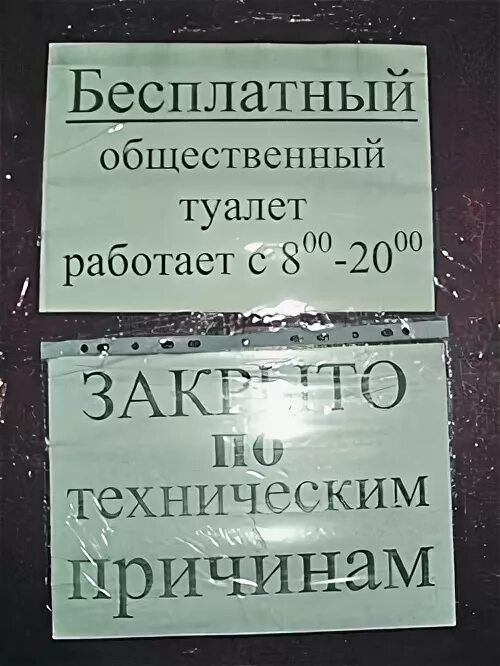 Бесплатный
общественный
туалет
работает с 8⁰⁰-20⁰⁰
ЗАКРЫТО
по
техническим
причинам